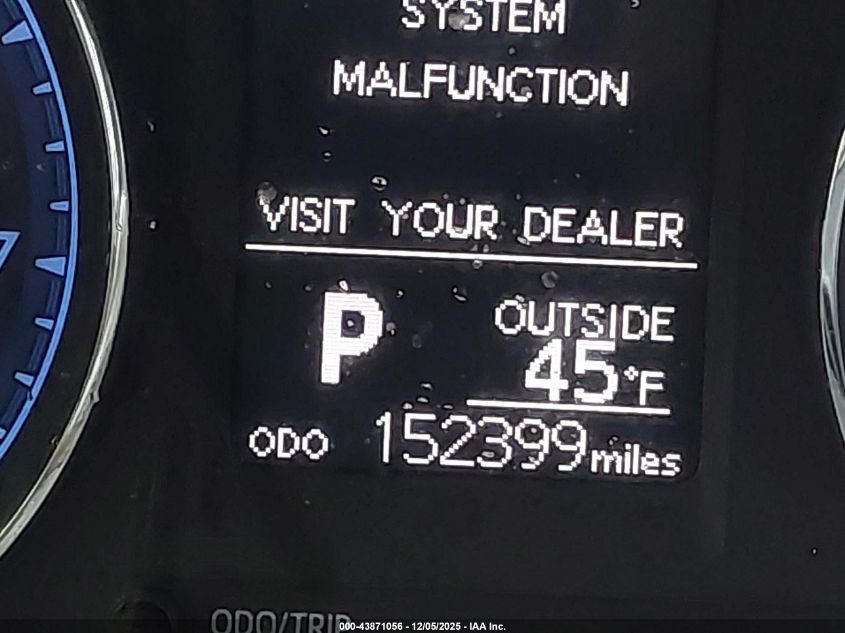 SYSTEM
MALFUNCTION
VISIT YOUR DEALER
P
OUTSIDE
45°F
ODO 152399 miles
ODO/TRIP
000-43871056 - 12/05/2025 - IAA Inc.